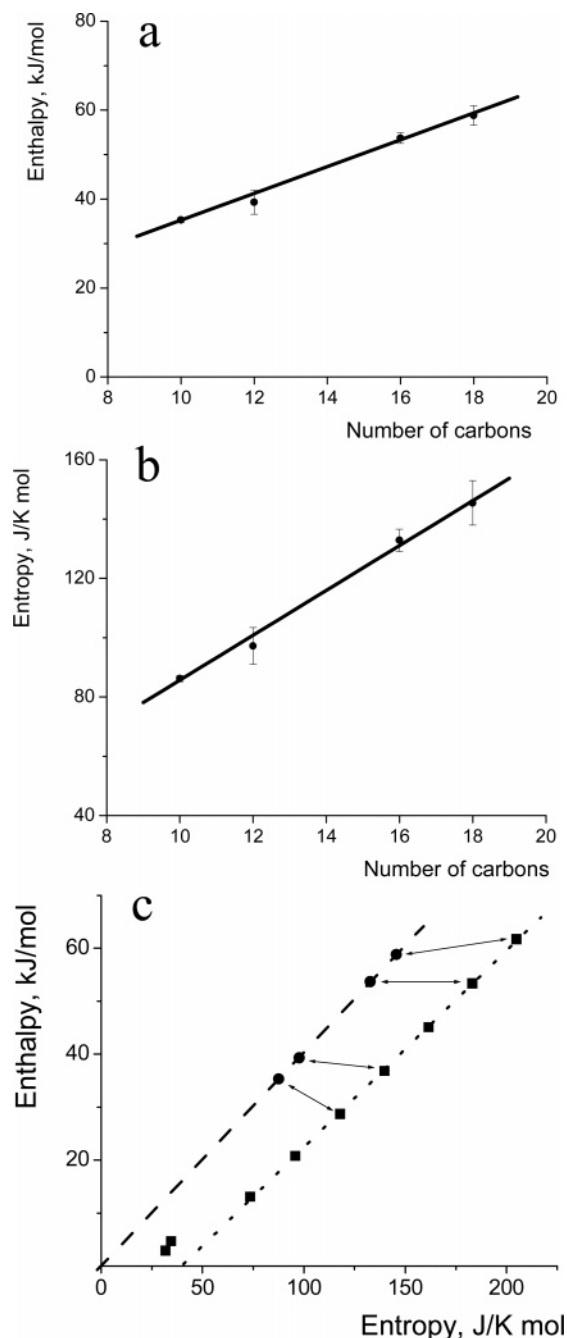 a
Enthalpy, kJ/mol
80
60
40
20
0
8 10 12 14 16 18 20
Number of carbons
b
Entropy, J/K mol
160
120
80
40
8 10 12 14 16 18 20
Number of carbons
c
Enthalpy, kJ/mol
60
40
20
0 50 100 150 200
Entropy, J/K mol